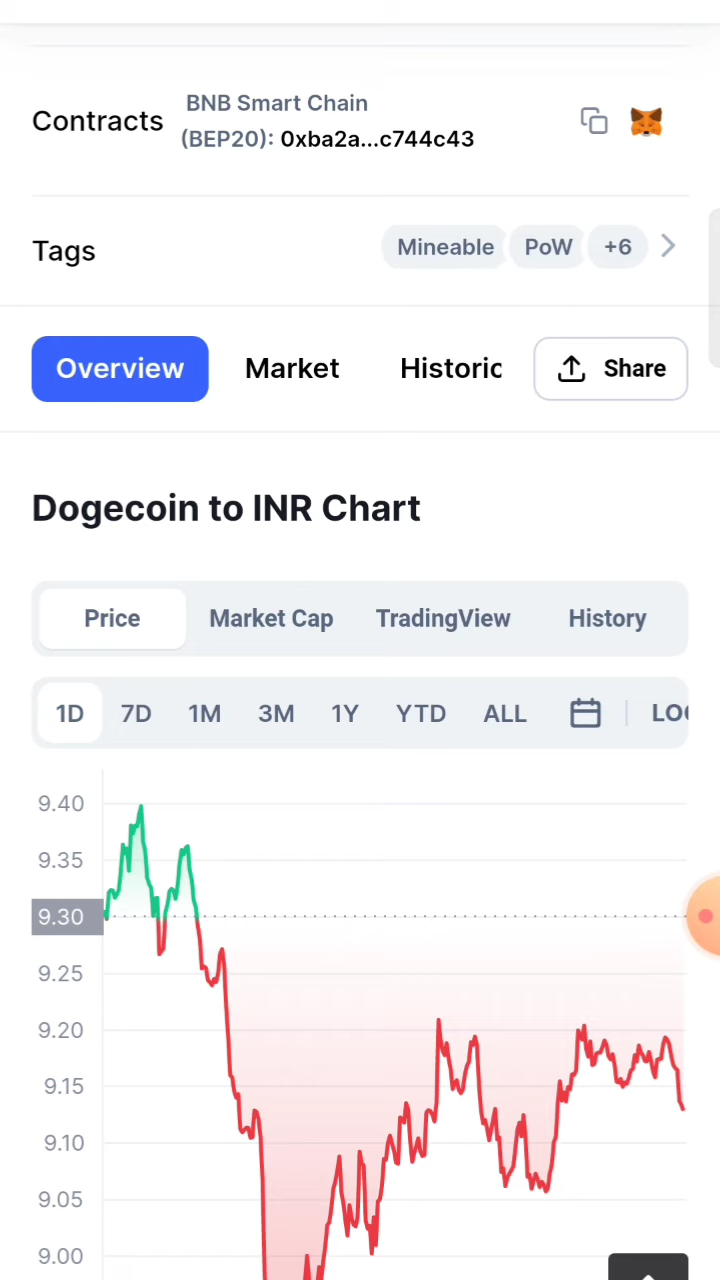 Contracts
BNB Smart Chain
(BEP20): 0xba2a...c744c43
Tags
Mineable PoW +6
Overview Market Historic Share
Dogecoin to INR Chart
Price Market Cap TradingView History
1D 7D 1M 3M 1Y YTD ALL LO
9.40
9.35
9.30
9.25
9.20
9.15
9.10
9.05
9.00